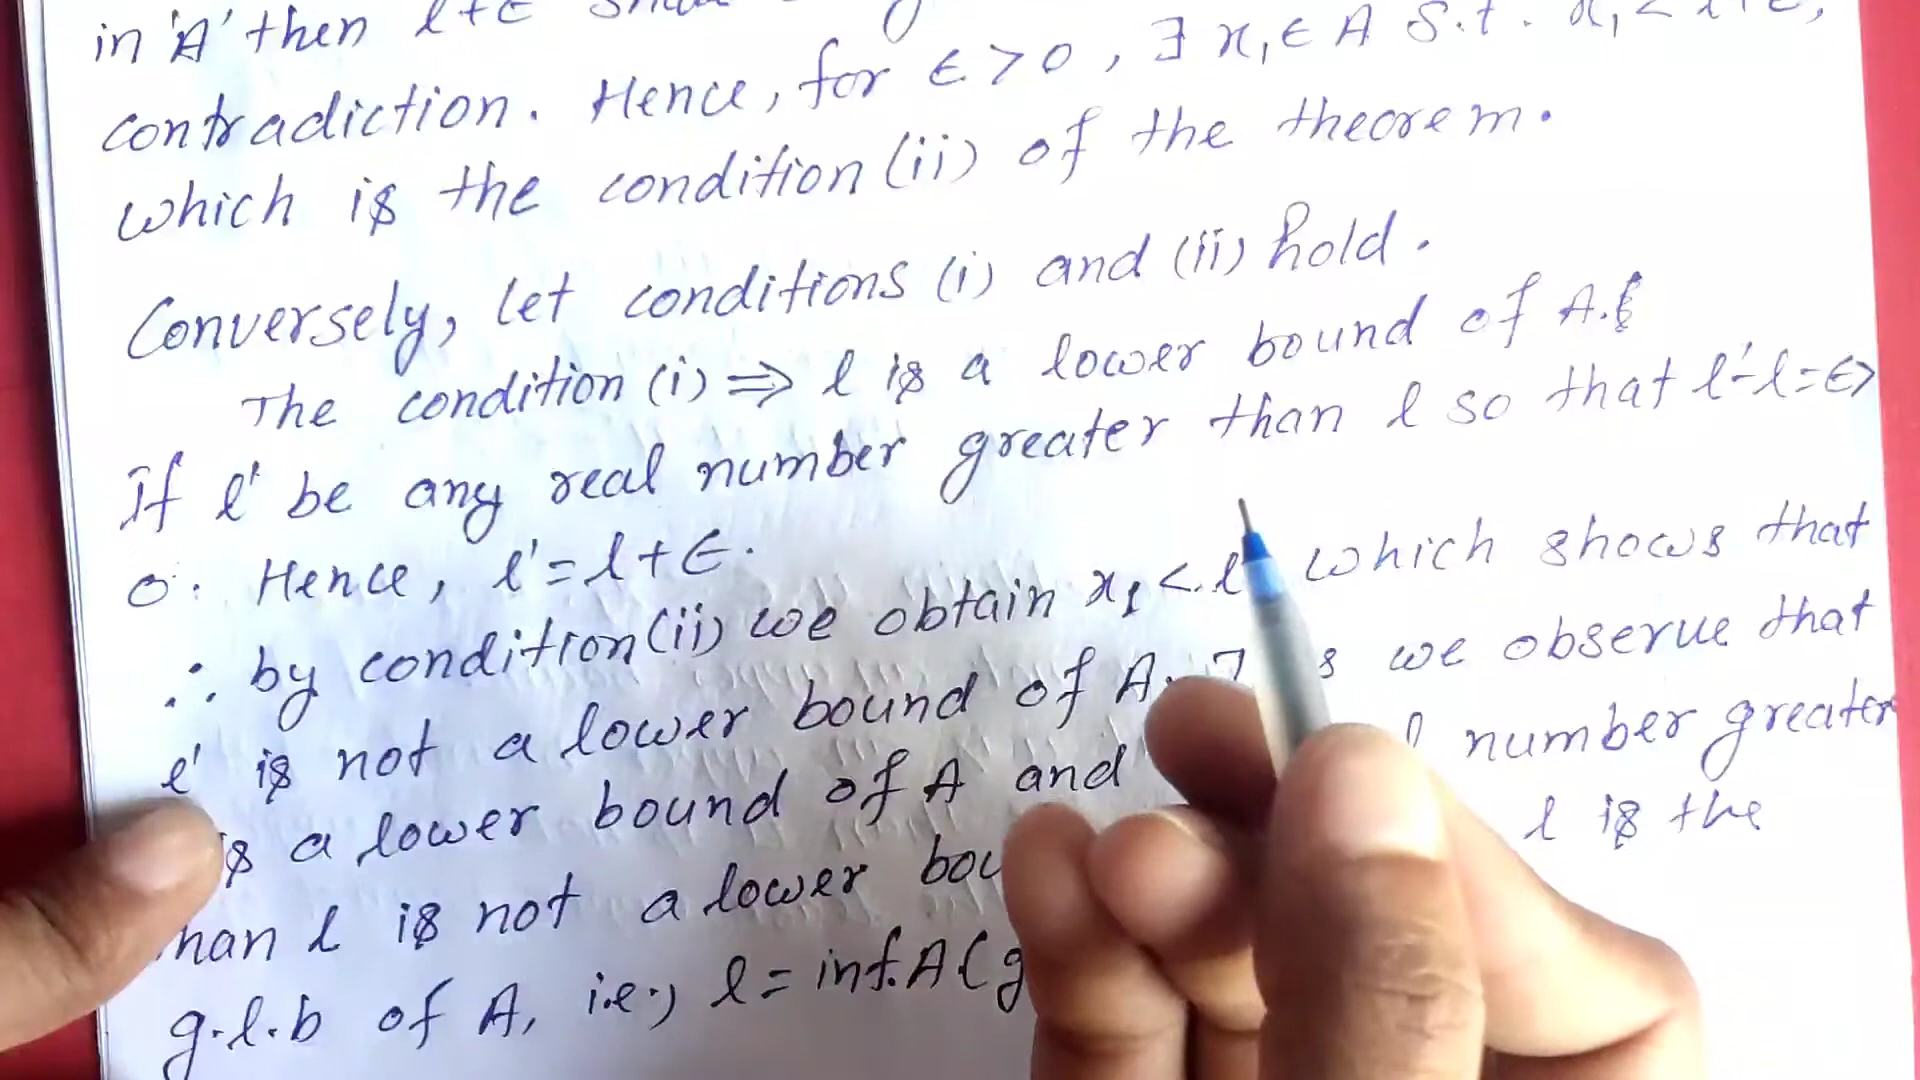 in 'A' then l+ε
contradiction. Hence, for ε>0, ∃ x₁∈ A s.t. x₁ < l+ε,
which is the condition (ii) of the theorem.
Conversely, let conditions (i) and (ii) hold.
The condition (i) ⇒ l is a lower bound of A.
If l' be any real number greater than l so that l'-l=ε>
0. Hence, l'=l+ε.
∴ by condition (ii) we obtain x₁ < l' which shows that
l' is not a lower bound of A. we observe that
is a lower bound of A and number greater
han l is not a lower l is the
g.l.b of A, i.e., l = inf.A(g